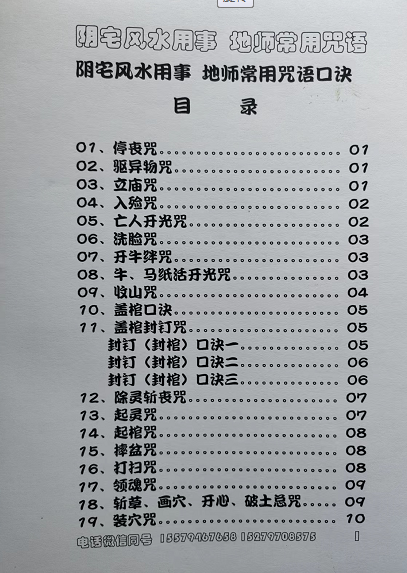 阴宅风水用事 地师常用咒语
阴宅风水用事 地师常用咒语口诀
目 录
01、停丧咒 01
02、驱异物咒 01
03、立庙咒 01
04、入殓咒 02
05、亡人开光咒 02
06、洗脸咒 03
07、开牛绊咒 03
08、牛、马纸活开光咒 03
09、收山咒 04
10、盖棺口诀 05
11、盖棺封钉咒 05
封钉（封棺）口诀一 05
封钉（封棺）口诀二 06
封钉（封棺）口诀三 06
12、除灵斩丧咒 07
13、起灵咒 07
14、起棺咒 08
15、摔盆咒 08
16、打扫咒 08
17、领魂咒 09
18、斩草、画穴、开心、破土总咒 09
19、装穴咒 10
电话微信同号 15579467658 15279708575 1